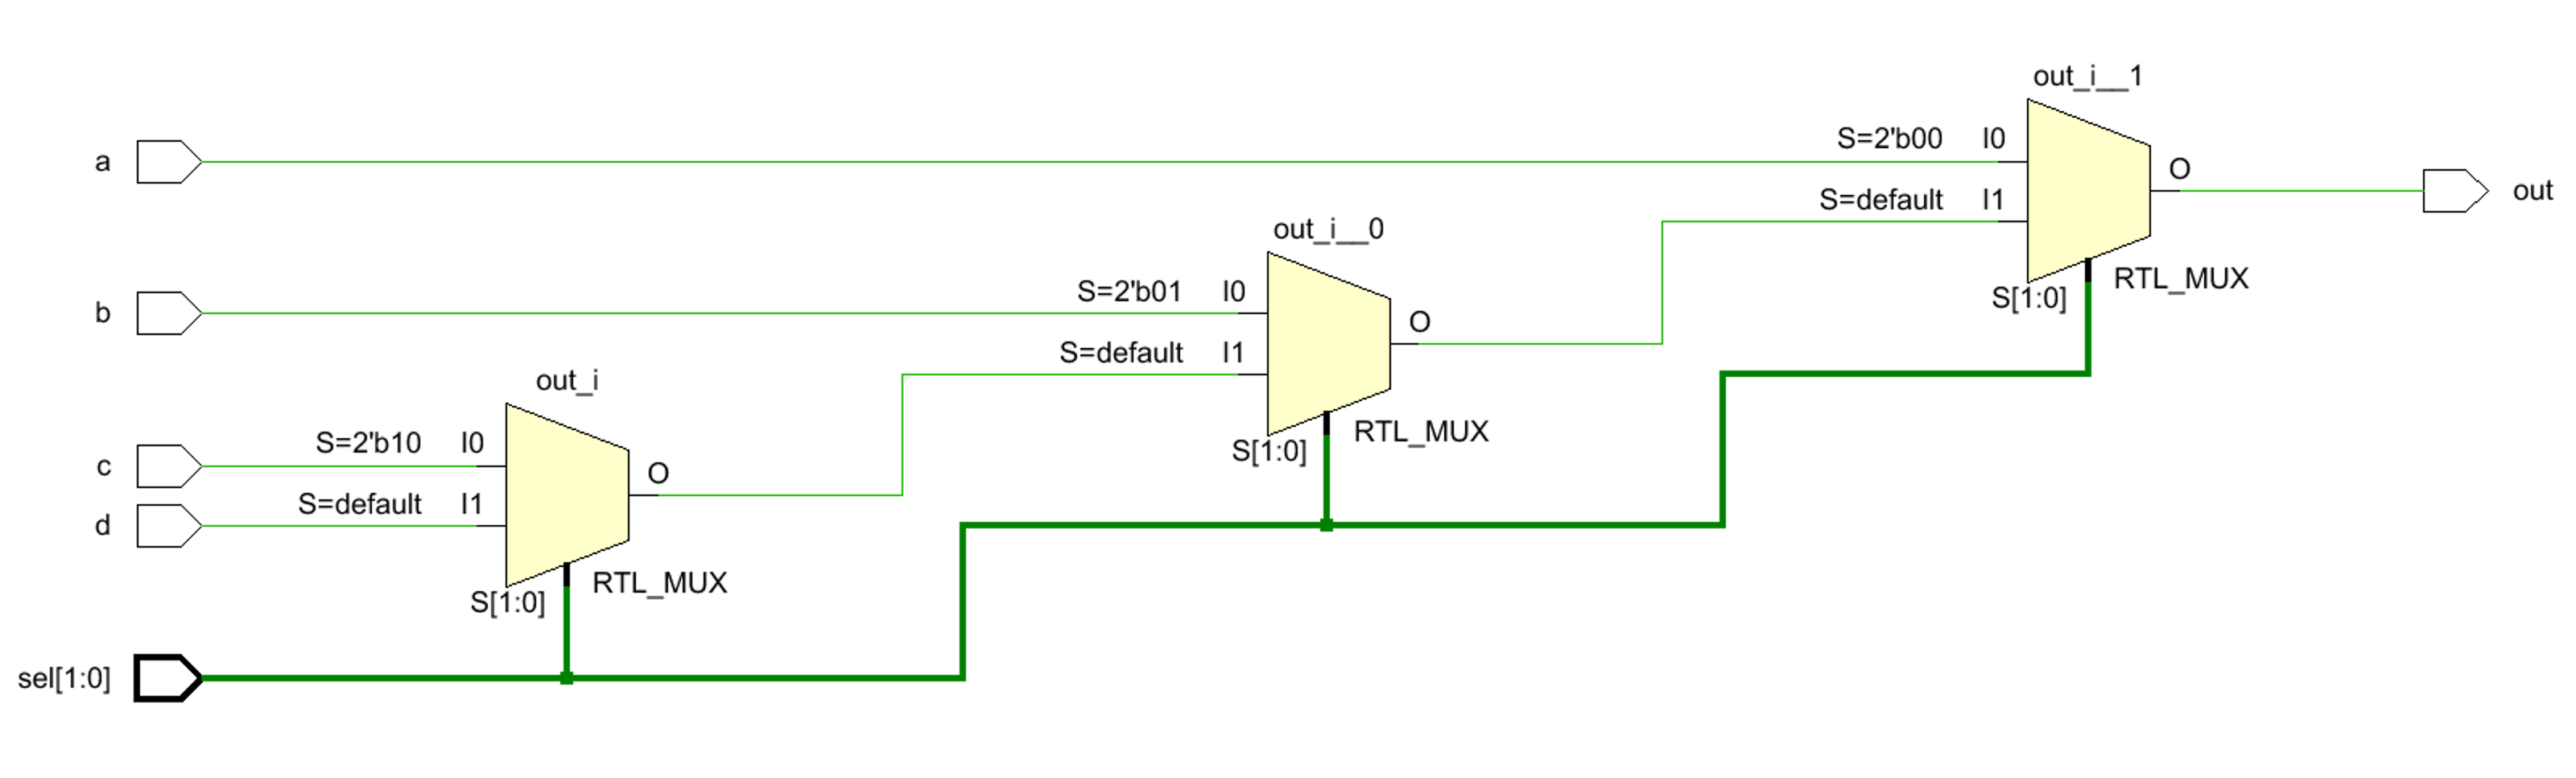 out_i__1
S=2'b00 I0
a
O
out
S=default I1
out_i__0
RTL_MUX
S=2'b01 I0
S[1:0]
b
O
S=default I1
out_i
RTL_MUX
S=2'b10 I0
S[1:0]
c
O
S=default I1
d
RTL_MUX
S[1:0]
sel[1:0]